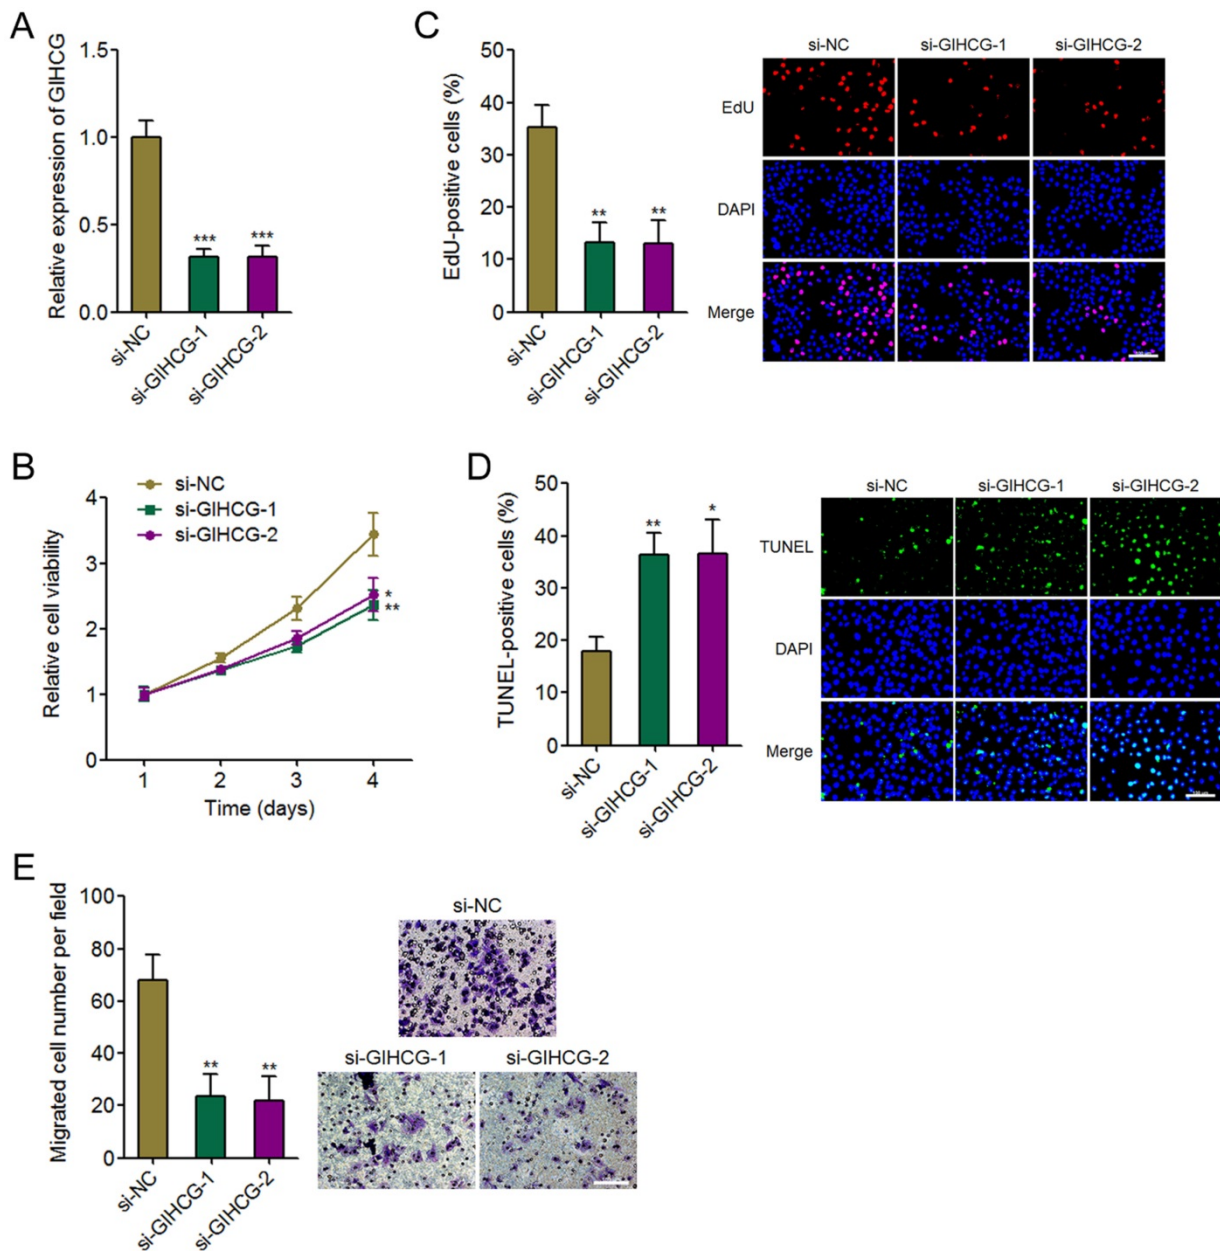 A
Relative expression of GIHCG
1.5
1.0
0.5
0.0
***
***
si-NC
si-GIHCG-1
si-GIHCG-2
B
si-NC
si-GIHCG-1
si-GIHCG-2
Relative cell viability
4
3
2
1
0
*
**
1 2 3 4
Time (days)
C
EdU-positive cells (%)
50
40
30
20
10
0
**
**
si-NC
si-GIHCG-1
si-GIHCG-2
si-NC si-GIHCG-1 si-GIHCG-2
EdU
DAPI
Merge
D
TUNEL-positive cells (%)
50
40
30
20
10
0
**
*
si-NC
si-GIHCG-1
si-GIHCG-2
si-NC si-GIHCG-1 si-GIHCG-2
TUNEL
DAPI
Merge
E
Migrated cell number per field
100
80
60
40
20
0
**
**
si-NC
si-GIHCG-1
si-GIHCG-2
si-NC
si-GIHCG-1 si-GIHCG-2